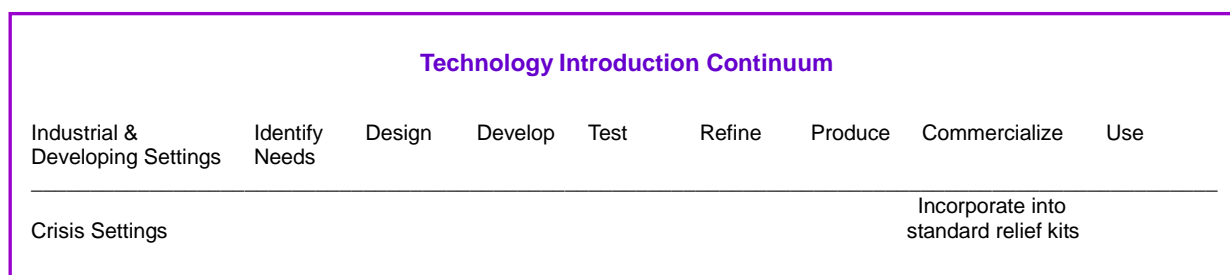 Technology Introduction Continuum
Industrial & Identify Design Develop Test Refine Produce Commercialize Use
Developing Settings Needs
Incorporate into
Crisis Settings standard relief kits